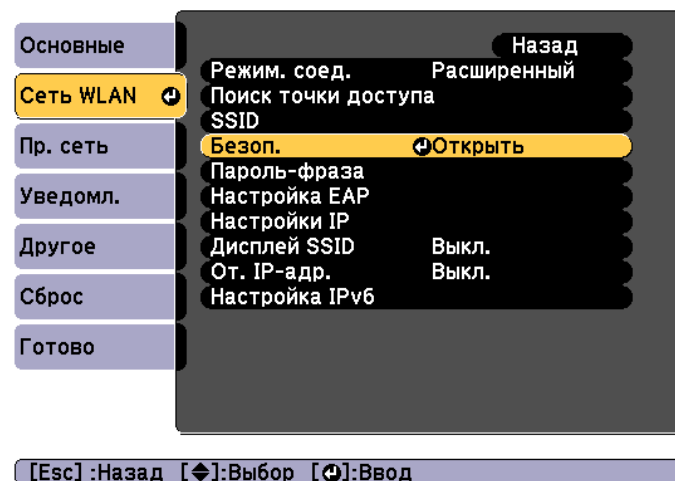 Основные
Сеть WLAN
Пр. сеть
Уведомл.
Другое
Сброс
Готово
Назад
Режим. соед. Расширенный
Поиск точки доступа
SSID
Безоп. Открыть
Пароль-фраза
Настройка EAP
Настройки IP
Дисплей SSID Выкл.
От. IP-адр. Выкл.
Настройка IPv6
[Esc] :Назад [◆]:Выбор [⏎]:Ввод